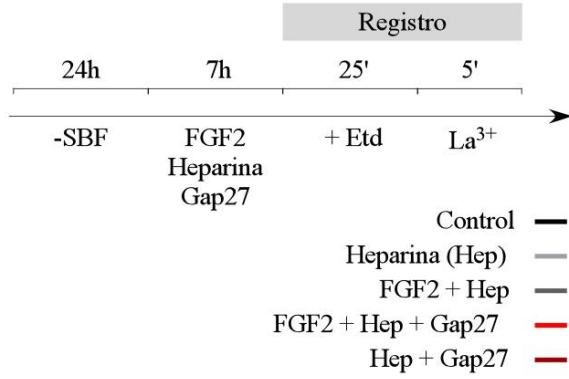 Registro
24h 7h 25' 5'
-SBF FGF2 + Etd La³⁺
Heparina
Gap27
Control
Heparina (Hep)
FGF2 + Hep
FGF2 + Hep + Gap27
Hep + Gap27